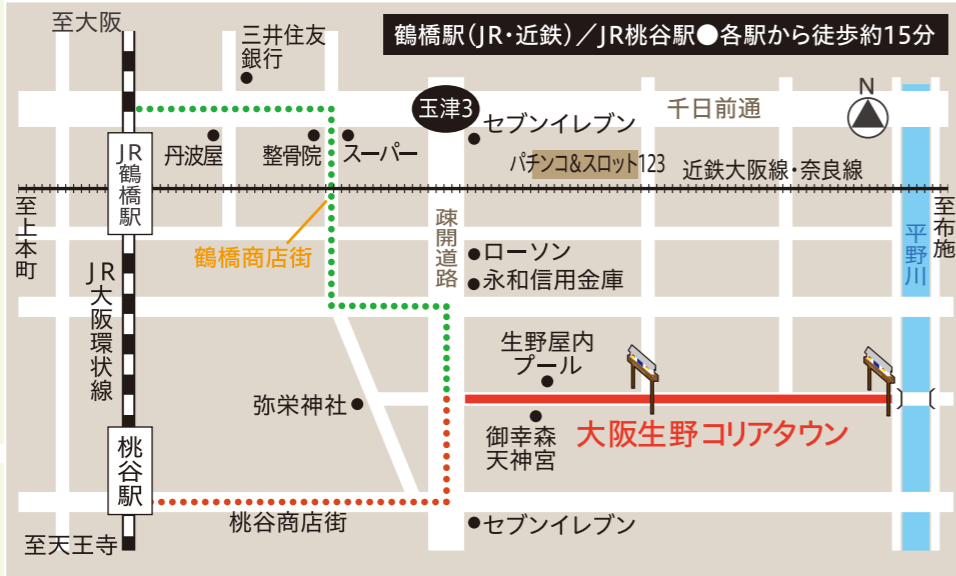 至大阪
三井住友
銀行
鶴橋駅(JR・近鉄)/JR桃谷駅●各駅から徒歩約15分
玉津3
千日前通
N
セブンイレブン
丹波屋
整骨院
スーパー
パチンコ&スロット123
近鉄大阪線・奈良線
JR鶴橋駅
至上本町
至布施
鶴橋商店街
疎開道路
平野川
ローソン
永和信用金庫
JR大阪環状線
生野屋内
プール
弥栄神社
御幸森
天神宮
大阪生野コリアタウン
桃谷駅
桃谷商店街
セブンイレブン
至天王寺